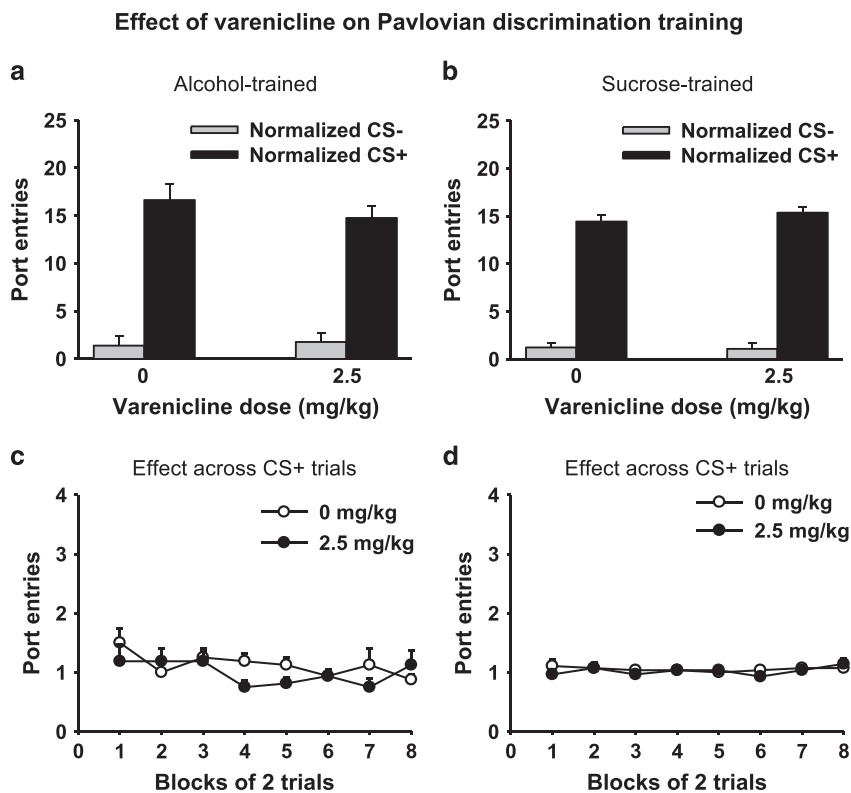 Effect of varenicline on Pavlovian discrimination training
a
Alcohol-trained
25
20
15
10
5
0
Port entries
Normalized CS-
Normalized CS+
0 2.5
Varenicline dose (mg/kg)
b
Sucrose-trained
25
20
15
10
5
0
Port entries
Normalized CS-
Normalized CS+
0 2.5
Varenicline dose (mg/kg)
c
Effect across CS+ trials
4
3
2
1
0
Port entries
0 mg/kg
2.5 mg/kg
0 1 2 3 4 5 6 7 8
Blocks of 2 trials
d
Effect across CS+ trials
4
3
2
1
0
Port entries
0 mg/kg
2.5 mg/kg
0 1 2 3 4 5 6 7 8
Blocks of 2 trials